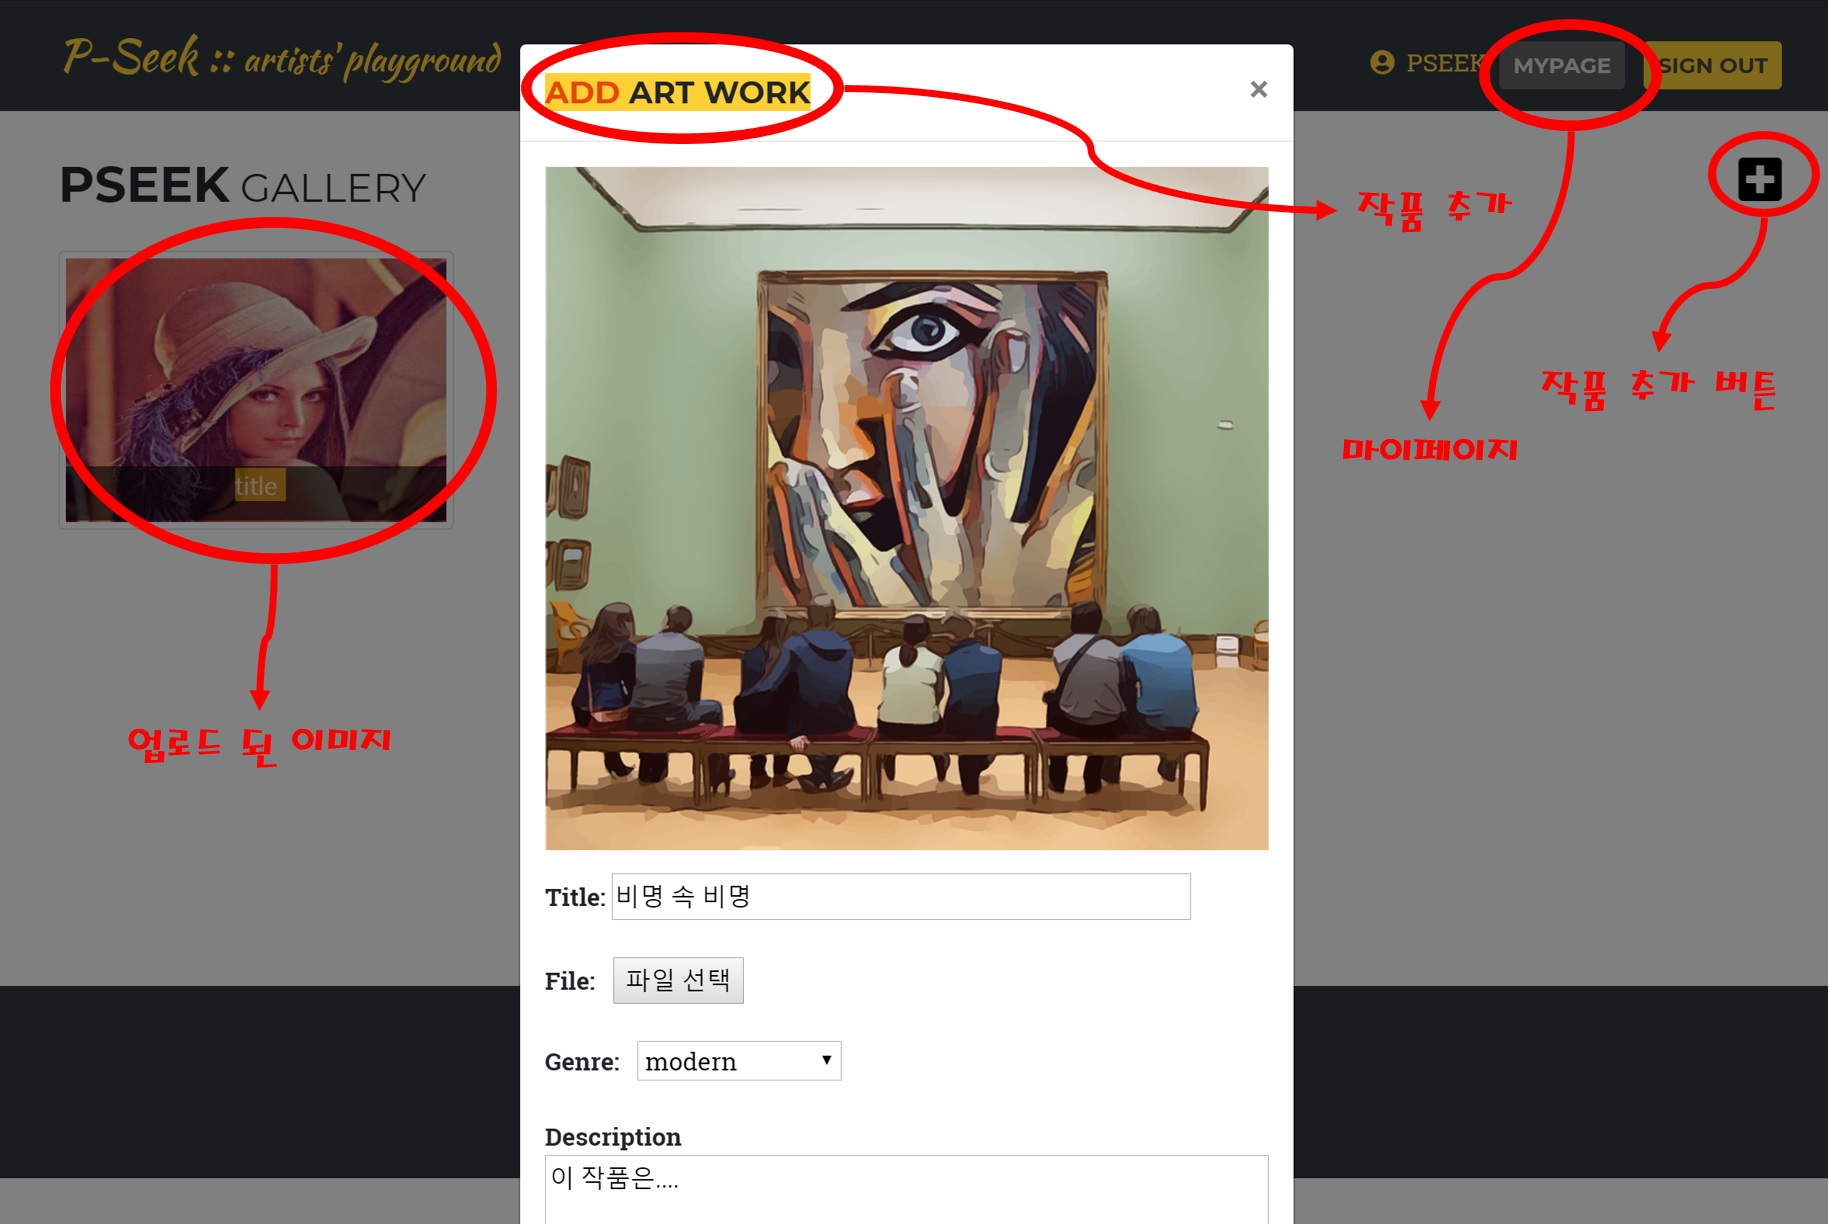 P-Seek :: artists' playground
PSEEK
MYPAGE
SIGN OUT
ADD ART WORK
×
PSEEK GALLERY
작품 추가
작품 추가 버튼
마이페이지
title
업로드 된 이미지
Title: 비명 속 비명
File: 파일 선택
Genre: modern
Description
이 작품은....